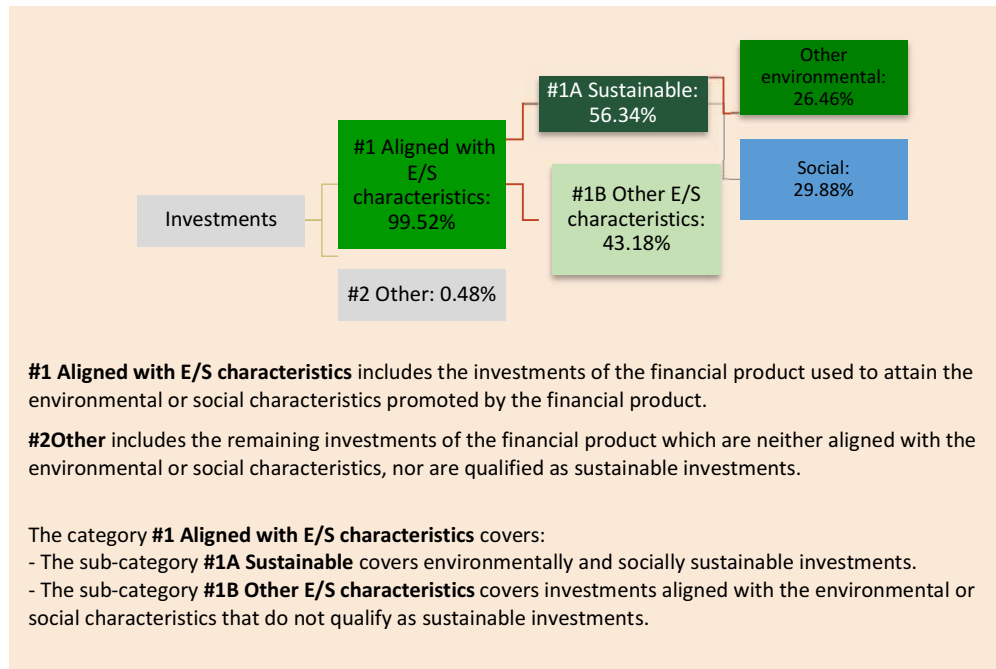 Investments
#1 Aligned with
E/S
characteristics:
99.52%
#2 Other: 0.48%
#1A Sustainable:
56.34%
#1B Other E/S
characteristics:
43.18%
Other
environmental:
26.46%
Social:
29.88%
#1 Aligned with E/S characteristics includes the investments of the financial product used to attain the
environmental or social characteristics promoted by the financial product.
#2Other includes the remaining investments of the financial product which are neither aligned with the
environmental or social characteristics, nor are qualified as sustainable investments.
The category #1 Aligned with E/S characteristics covers:
- The sub-category #1A Sustainable covers environmentally and socially sustainable investments.
- The sub-category #1B Other E/S characteristics covers investments aligned with the environmental or
social characteristics that do not qualify as sustainable investments.